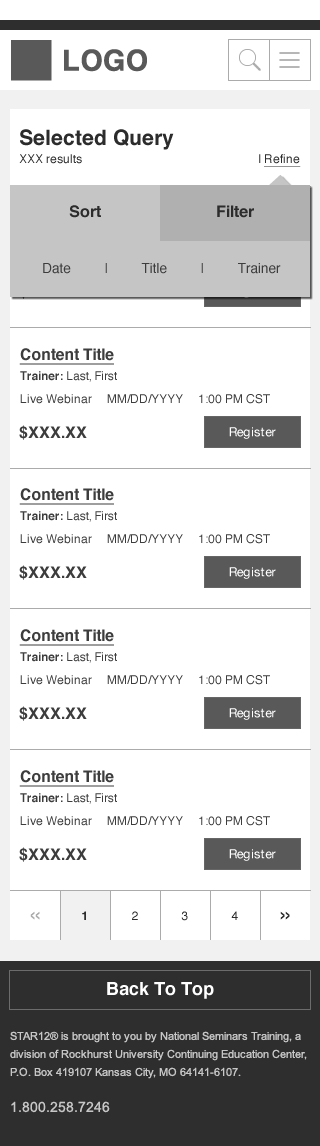 LOGO
Selected Query
XXX results | Refine
Sort Filter
Date | Title | Trainer
Content Title
Trainer: Last, First
Live Webinar MM/DD/YYYY 1:00 PM CST
$XXX.XX Register
Content Title
Trainer: Last, First
Live Webinar MM/DD/YYYY 1:00 PM CST
$XXX.XX Register
Content Title
Trainer: Last, First
Live Webinar MM/DD/YYYY 1:00 PM CST
$XXX.XX Register
Content Title
Trainer: Last, First
Live Webinar MM/DD/YYYY 1:00 PM CST
$XXX.XX Register
« 1 2 3 4 »
Back To Top
STAR12® is brought to you by National Seminars Training, a
division of Rockhurst University Continuing Education Center,
P.O. Box 419107 Kansas City, MO 64141-6107.
1.800.258.7246